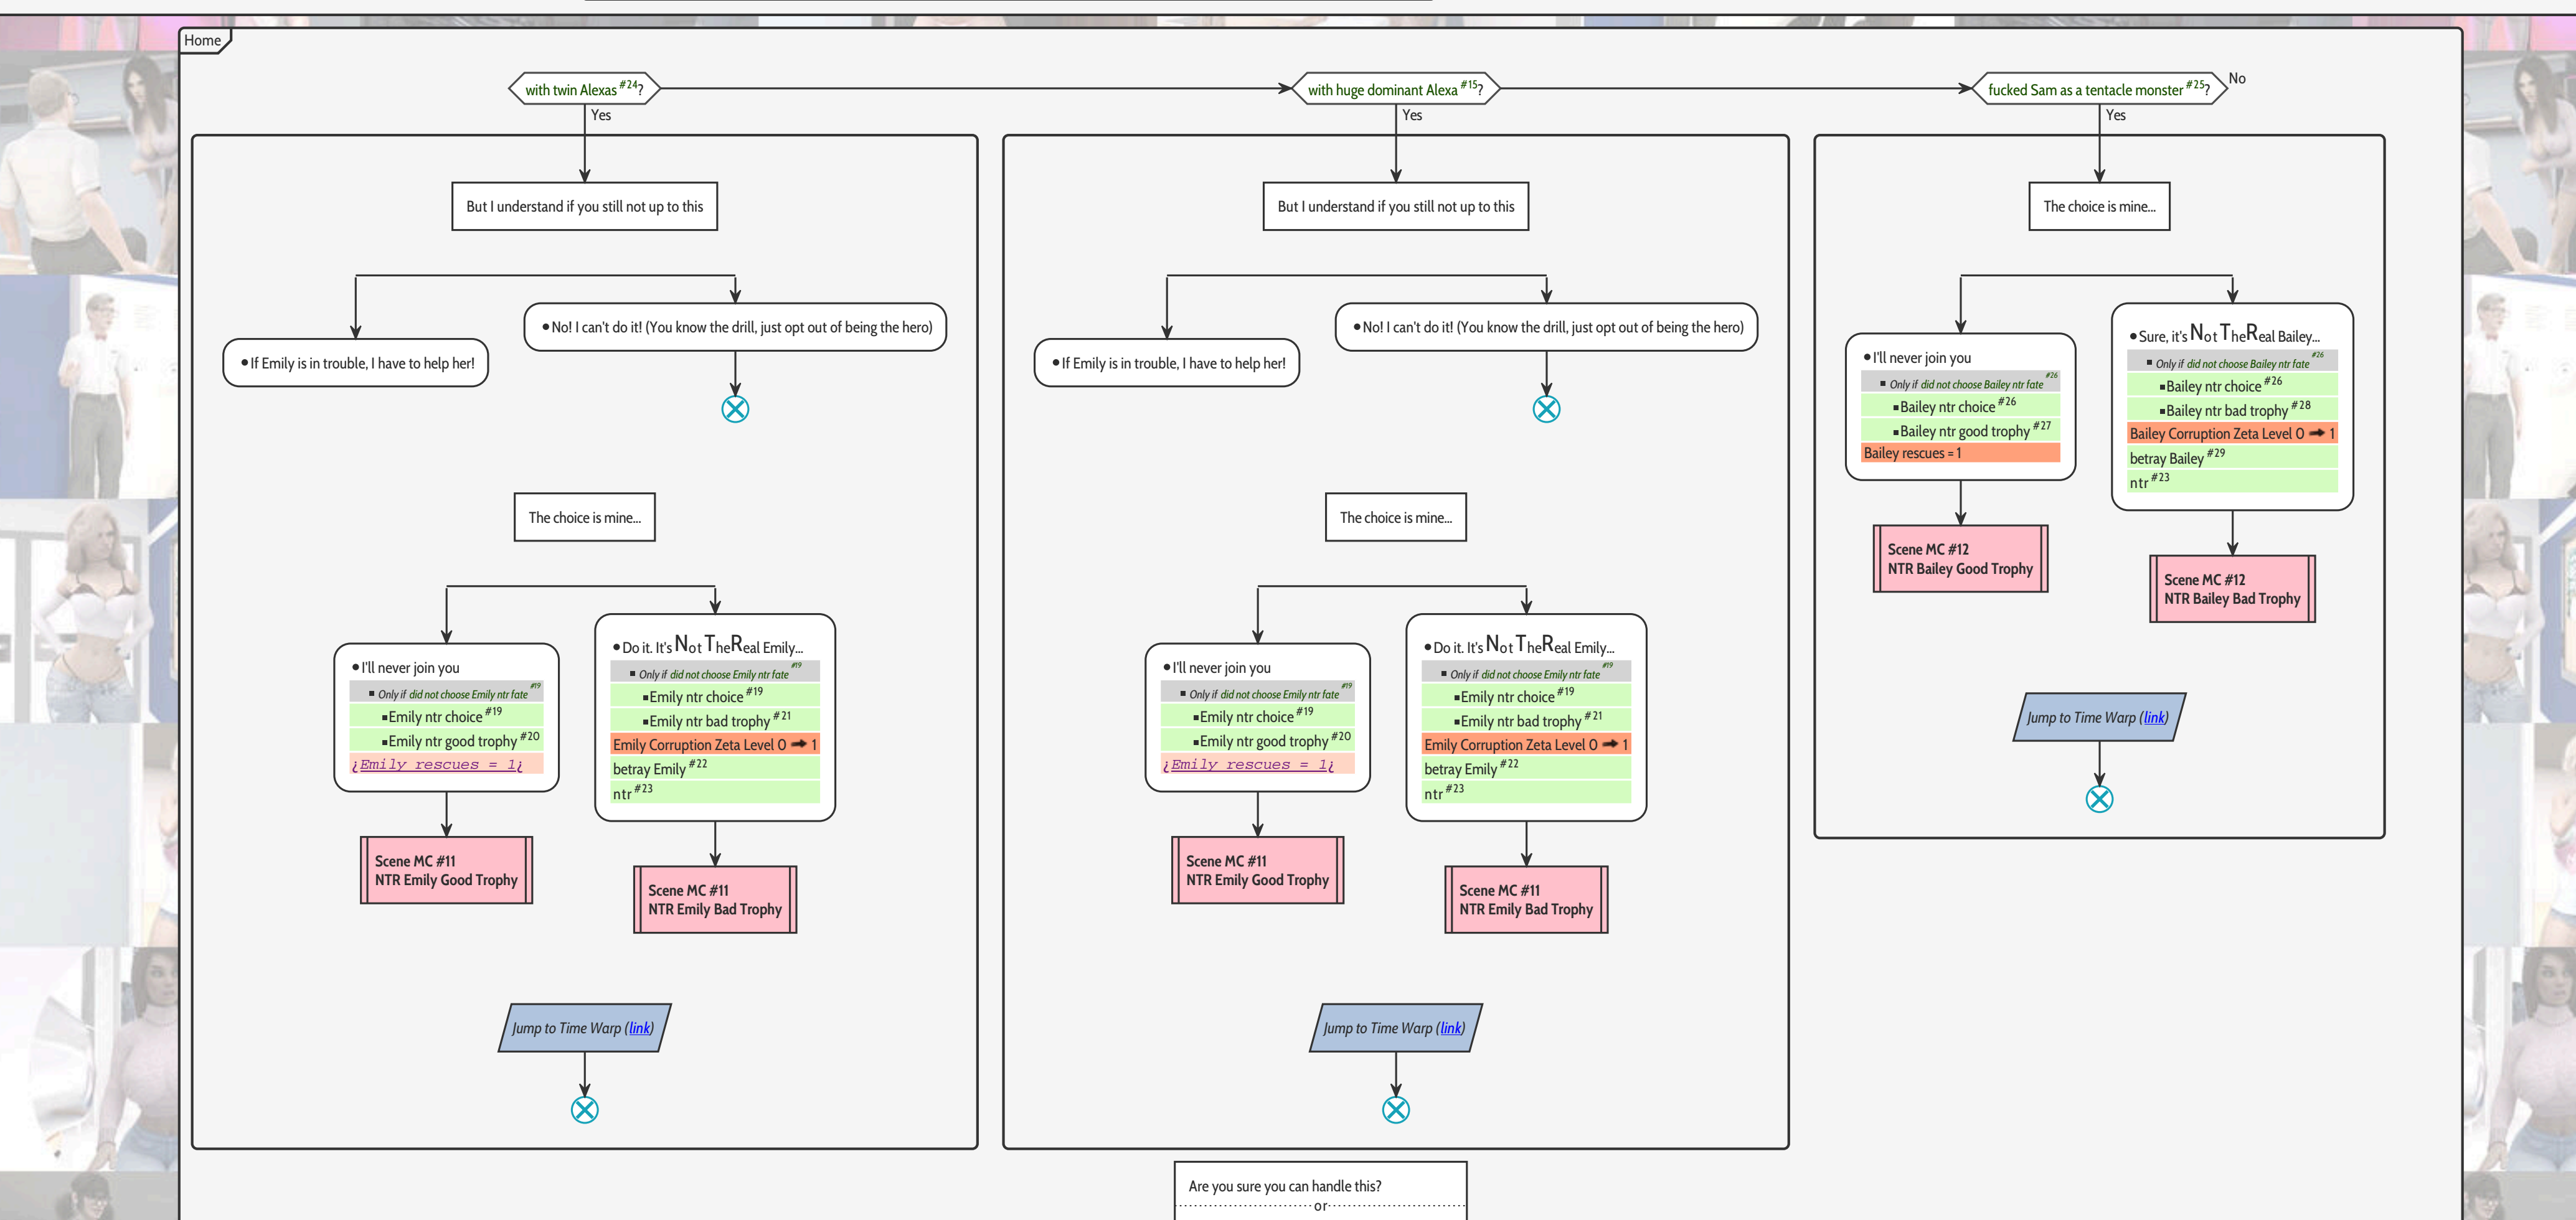 Home
with twin Alexas #24?
with huge dominant Alexa #15?
fucked Sam as a tentacle monster #25?
No
Yes
Yes
Yes
But I understand if you still not up to this
●If Emily is in trouble, I have to help her!
●No! I can't do it! (You know the drill, just opt out of being the hero)
The choice is mine...
●I'll never join you
■ Only if did not choose Emily ntr fate #19
■Emily ntr choice #19
■Emily ntr good trophy #20
¿Emily rescues = 1¿
Scene MC #11
NTR Emily Good Trophy
●Do it. It's Not TheReal Emily...
■ Only if did not choose Emily ntr fate #19
■Emily ntr choice #19
■Emily ntr bad trophy #21
Emily Corruption Zeta Level 0 ➡ 1
betray Emily #22
ntr #23
Scene MC #11
NTR Emily Bad Trophy
Jump to Time Warp (link)
But I understand if you still not up to this
●If Emily is in trouble, I have to help her!
●No! I can't do it! (You know the drill, just opt out of being the hero)
The choice is mine...
●I'll never join you
■ Only if did not choose Emily ntr fate #19
■Emily ntr choice #19
■Emily ntr good trophy #20
¿Emily rescues = 1¿
Scene MC #11
NTR Emily Good Trophy
●Do it. It's Not TheReal Emily...
■ Only if did not choose Emily ntr fate #19
■Emily ntr choice #19
■Emily ntr bad trophy #21
Emily Corruption Zeta Level 0 ➡ 1
betray Emily #22
ntr #23
Scene MC #11
NTR Emily Bad Trophy
Jump to Time Warp (link)
The choice is mine...
●I'll never join you
■ Only if did not choose Bailey ntr fate #26
■Bailey ntr choice #26
■Bailey ntr good trophy #27
Bailey rescues = 1
Scene MC #12
NTR Bailey Good Trophy
●Sure, it's Not TheReal Bailey...
■ Only if did not choose Bailey ntr fate #26
■Bailey ntr choice #26
■Bailey ntr bad trophy #28
Bailey Corruption Zeta Level 0 ➡ 1
betray Bailey #29
ntr #23
Scene MC #12
NTR Bailey Bad Trophy
Jump to Time Warp (link)
Are you sure you can handle this?
or